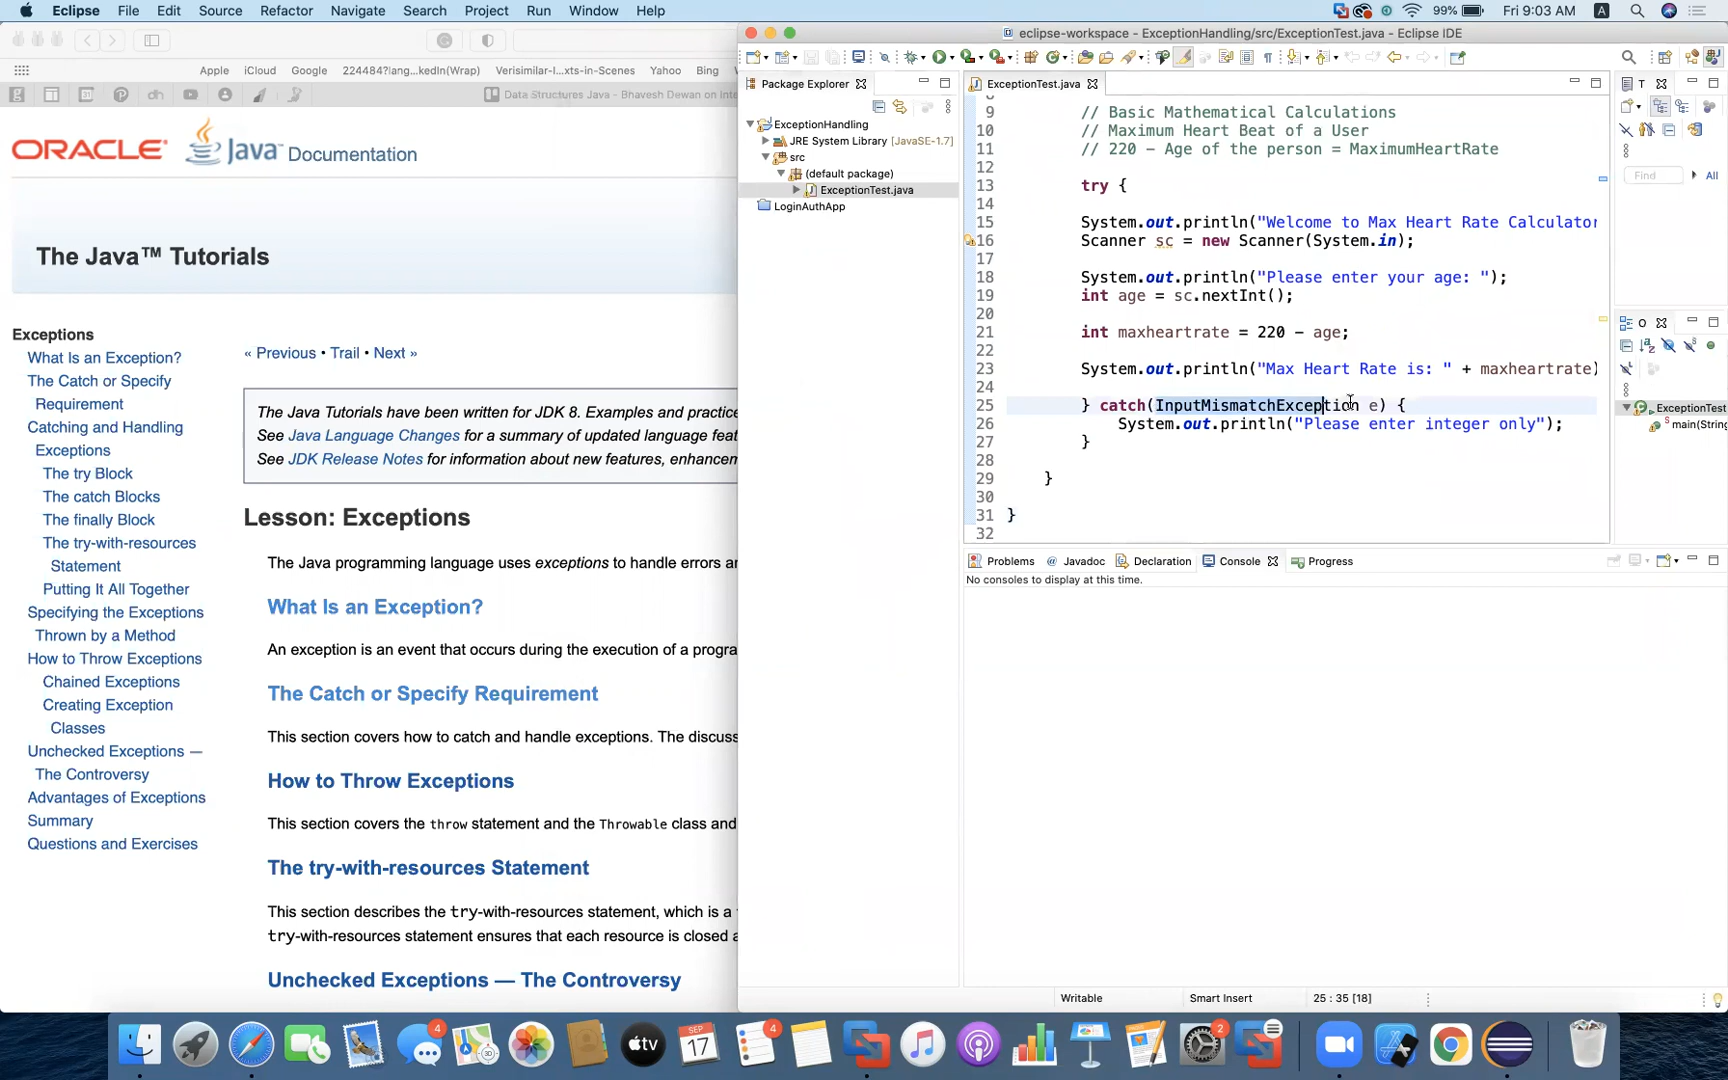 Eclipse File Edit Source Refactor Navigate Search Project Run Window Help
99% Fri 9:03 AM
Apple iCloud Google 224484?lang...kedIn(Wrap) Verisimilar-I...xts-in-Scenes Yahoo Bing
Data Structures Java - Bhavesh Dewan on
ORACLE Java Documentation
The Java™ Tutorials
Exceptions
What Is an Exception?
The Catch or Specify
Requirement
Catching and Handling
Exceptions
The try Block
The catch Blocks
The finally Block
The try-with-resources
Statement
Putting It All Together
Specifying the Exceptions
Thrown by a Method
How to Throw Exceptions
Chained Exceptions
Creating Exception
Classes
Unchecked Exceptions —
The Controversy
Advantages of Exceptions
Summary
Questions and Exercises
« Previous • Trail • Next »
The Java Tutorials have been written for JDK 8. Examples and practice
See Java Language Changes for a summary of updated language feat
See JDK Release Notes for information about new features, enhancem
Lesson: Exceptions
The Java programming language uses exceptions to handle errors ar
What Is an Exception?
An exception is an event that occurs during the execution of a progra
The Catch or Specify Requirement
This section covers how to catch and handle exceptions. The discuss
How to Throw Exceptions
This section covers the throw statement and the Throwable class and
The try-with-resources Statement
This section describes the try-with-resources statement, which is a
try-with-resources statement ensures that each resource is closed a
Unchecked Exceptions — The Controversy
eclipse-workspace - ExceptionHandling/src/ExceptionTest.java - Eclipse IDE
Package Explorer
ExceptionHandling
JRE System Library [JavaSE-1.7]
src
(default package)
ExceptionTest.java
LoginAuthApp
ExceptionTest.java
9 // Basic Mathematical Calculations
10 // Maximum Heart Beat of a User
11 // 220 - Age of the person = MaximumHeartRate
12
13 try {
14
15 System.out.println("Welcome to Max Heart Rate Calculator
16 Scanner sc = new Scanner(System.in);
17
18 System.out.println("Please enter your age: ");
19 int age = sc.nextInt();
20
21 int maxheartrate = 220 - age;
22
23 System.out.println("Max Heart Rate is: " + maxheartrate)
24
25 } catch(InputMismatchException e) {
26 System.out.println("Please enter integer only");
27 }
28
29 }
30
31 }
32
T
Find All
O
ExceptionTest
main(String
Problems Javadoc Declaration Console Progress
No consoles to display at this time.
Writable Smart Insert 25 : 35 [18]
4
SEP
17
4
tv
2